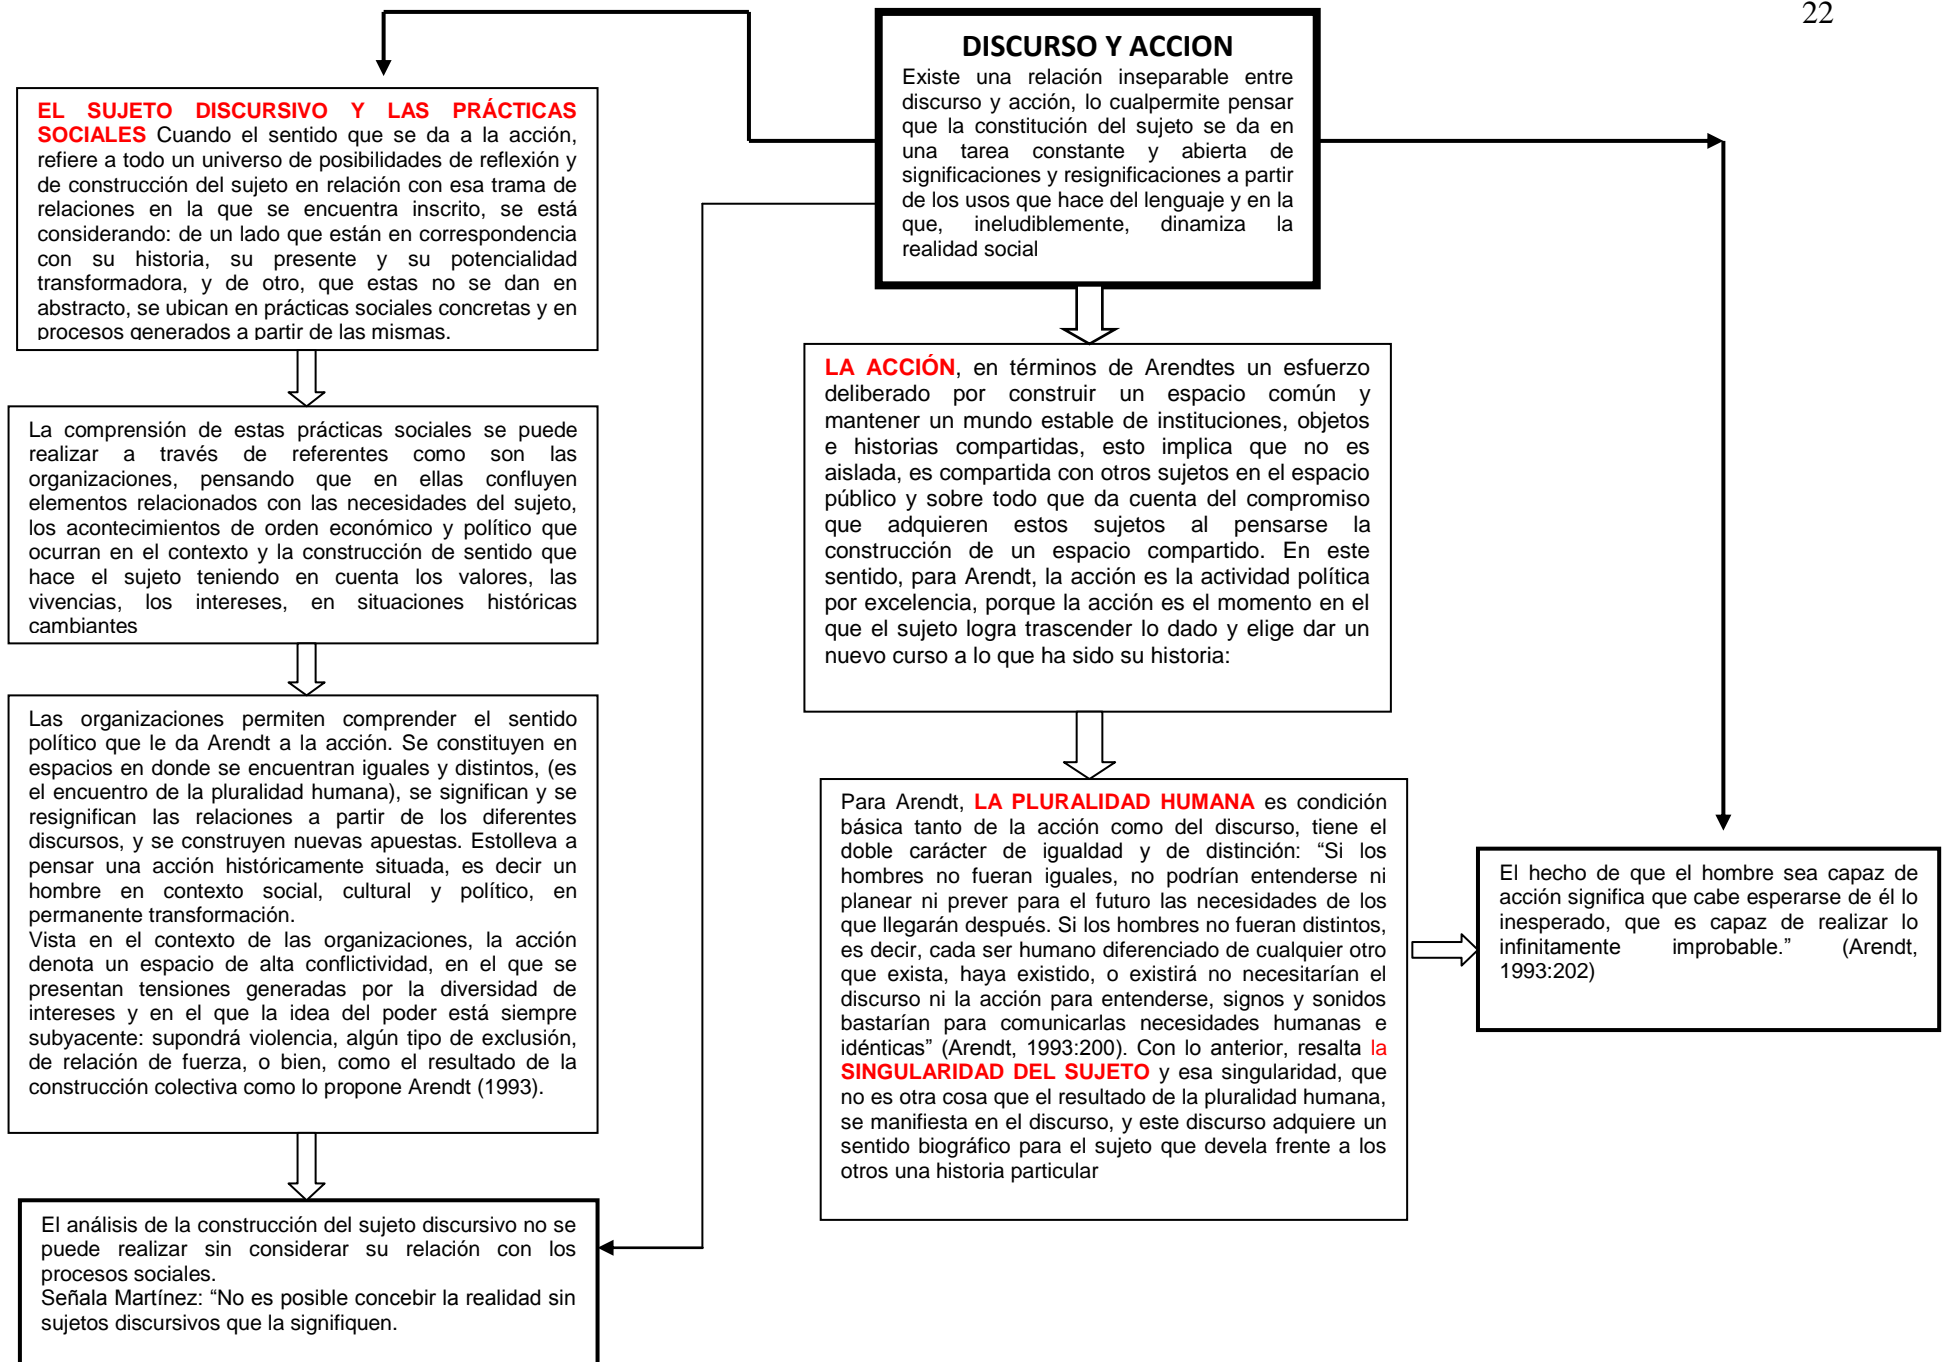 22
DISCURSO Y ACCION
Existe una relación inseparable entre
discurso y acción, lo cualpermite pensar
que la constitución del sujeto se da en
una tarea constante y abierta de
significaciones y resignificaciones a partir
de los usos que hace del lenguaje y en la
que, ineludiblemente, dinamiza la
realidad social
EL SUJETO DISCURSIVO Y LAS PRÁCTICAS
SOCIALES Cuando el sentido que se da a la acción,
refiere a todo un universo de posibilidades de reflexión y
de construcción del sujeto en relación con esa trama de
relaciones en la que se encuentra inscrito, se está
considerando: de un lado que están en correspondencia
con su historia, su presente y su potencialidad
transformadora, y de otro, que estas no se dan en
abstracto, se ubican en prácticas sociales concretas y en
procesos generados a partir de las mismas.
La comprensión de estas prácticas sociales se puede
realizar a través de referentes como son las
organizaciones, pensando que en ellas confluyen
elementos relacionados con las necesidades del sujeto,
los acontecimientos de orden económico y político que
ocurran en el contexto y la construcción de sentido que
hace el sujeto teniendo en cuenta los valores, las
vivencias, los intereses, en situaciones históricas
cambiantes
Las organizaciones permiten comprender el sentido
político que le da Arendt a la acción. Se constituyen en
espacios en donde se encuentran iguales y distintos, (es
el encuentro de la pluralidad humana), se significan y se
resignifican las relaciones a partir de los diferentes
discursos, y se construyen nuevas apuestas. Estolleva a
pensar una acción históricamente situada, es decir un
hombre en contexto social, cultural y político, en
permanente transformación.
Vista en el contexto de las organizaciones, la acción
denota un espacio de alta conflictividad, en el que se
presentan tensiones generadas por la diversidad de
intereses y en el que la idea del poder está siempre
subyacente: supondrá violencia, algún tipo de exclusión,
de relación de fuerza, o bien, como el resultado de la
construcción colectiva como lo propone Arendt (1993).
El análisis de la construcción del sujeto discursivo no se
puede realizar sin considerar su relación con los
procesos sociales.
Señala Martínez: “No es posible concebir la realidad sin
sujetos discursivos que la signifiquen.
LA ACCIÓN, en términos de Arendtes un esfuerzo
deliberado por construir un espacio común y
mantener un mundo estable de instituciones, objetos
e historias compartidas, esto implica que no es
aislada, es compartida con otros sujetos en el espacio
público y sobre todo que da cuenta del compromiso
que adquieren estos sujetos al pensarse la
construcción de un espacio compartido. En este
sentido, para Arendt, la acción es la actividad política
por excelencia, porque la acción es el momento en el
que el sujeto logra trascender lo dado y elige dar un
nuevo curso a lo que ha sido su historia:
Para Arendt, LA PLURALIDAD HUMANA es condición
básica tanto de la acción como del discurso, tiene el
doble carácter de igualdad y de distinción: “Si los
hombres no fueran iguales, no podrían entenderse ni
planear ni prever para el futuro las necesidades de los
que llegarán después. Si los hombres no fueran distintos,
es decir, cada ser humano diferenciado de cualquier otro
que exista, haya existido, o existirá no necesitarían el
discurso ni la acción para entenderse, signos y sonidos
bastarían para comunicarlas necesidades humanas e
idénticas” (Arendt, 1993:200). Con lo anterior, resalta la
SINGULARIDAD DEL SUJETO y esa singularidad, que
no es otra cosa que el resultado de la pluralidad humana,
se manifiesta en el discurso, y este discurso adquiere un
sentido biográfico para el sujeto que devela frente a los
otros una historia particular
El hecho de que el hombre sea capaz de
acción significa que cabe esperarse de él lo
inesperado, que es capaz de realizar lo
infinitamente improbable.” (Arendt,
1993:202)